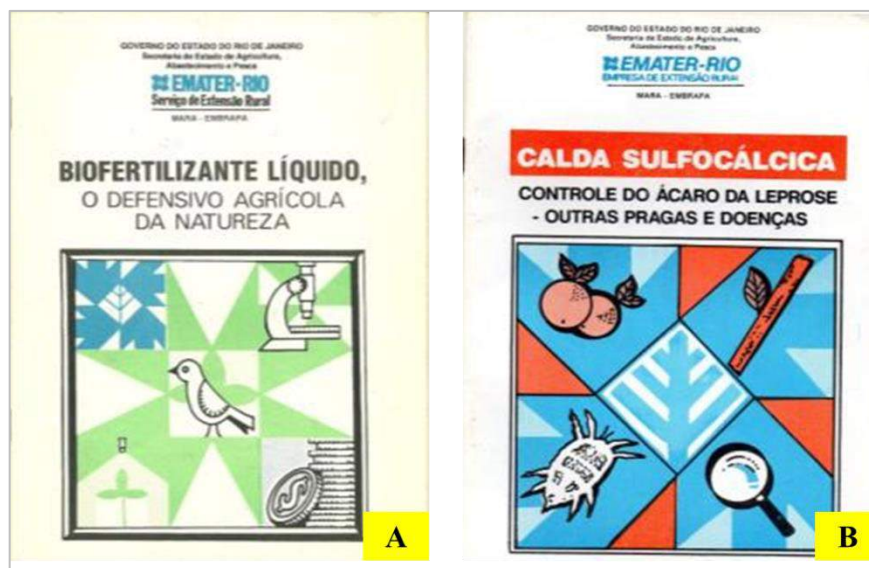 GOVERNO DO ESTADO DO RIO DE JANEIRO
Secretaria de Estado de Agricultura,
Abastecimento e Pesca
EMATER-RIO
Serviço de Extensão Rural
MARA - EMBRAPA
BIOFERTILIZANTE LÍQUIDO,
O DEFENSIVO AGRÍCOLA
DA NATUREZA
A
GOVERNO DO ESTADO DO RIO DE JANEIRO
Secretaria de Estado de Agricultura,
Abastecimento e Pesca
EMATER-RIO
EMPRESA DE EXTENSÃO RURAL
MARA - EMBRAPA
CALDA SULFOCÁLCICA
CONTROLE DO ÁCARO DA LEPROSE
- OUTRAS PRAGAS E DOENÇAS
B